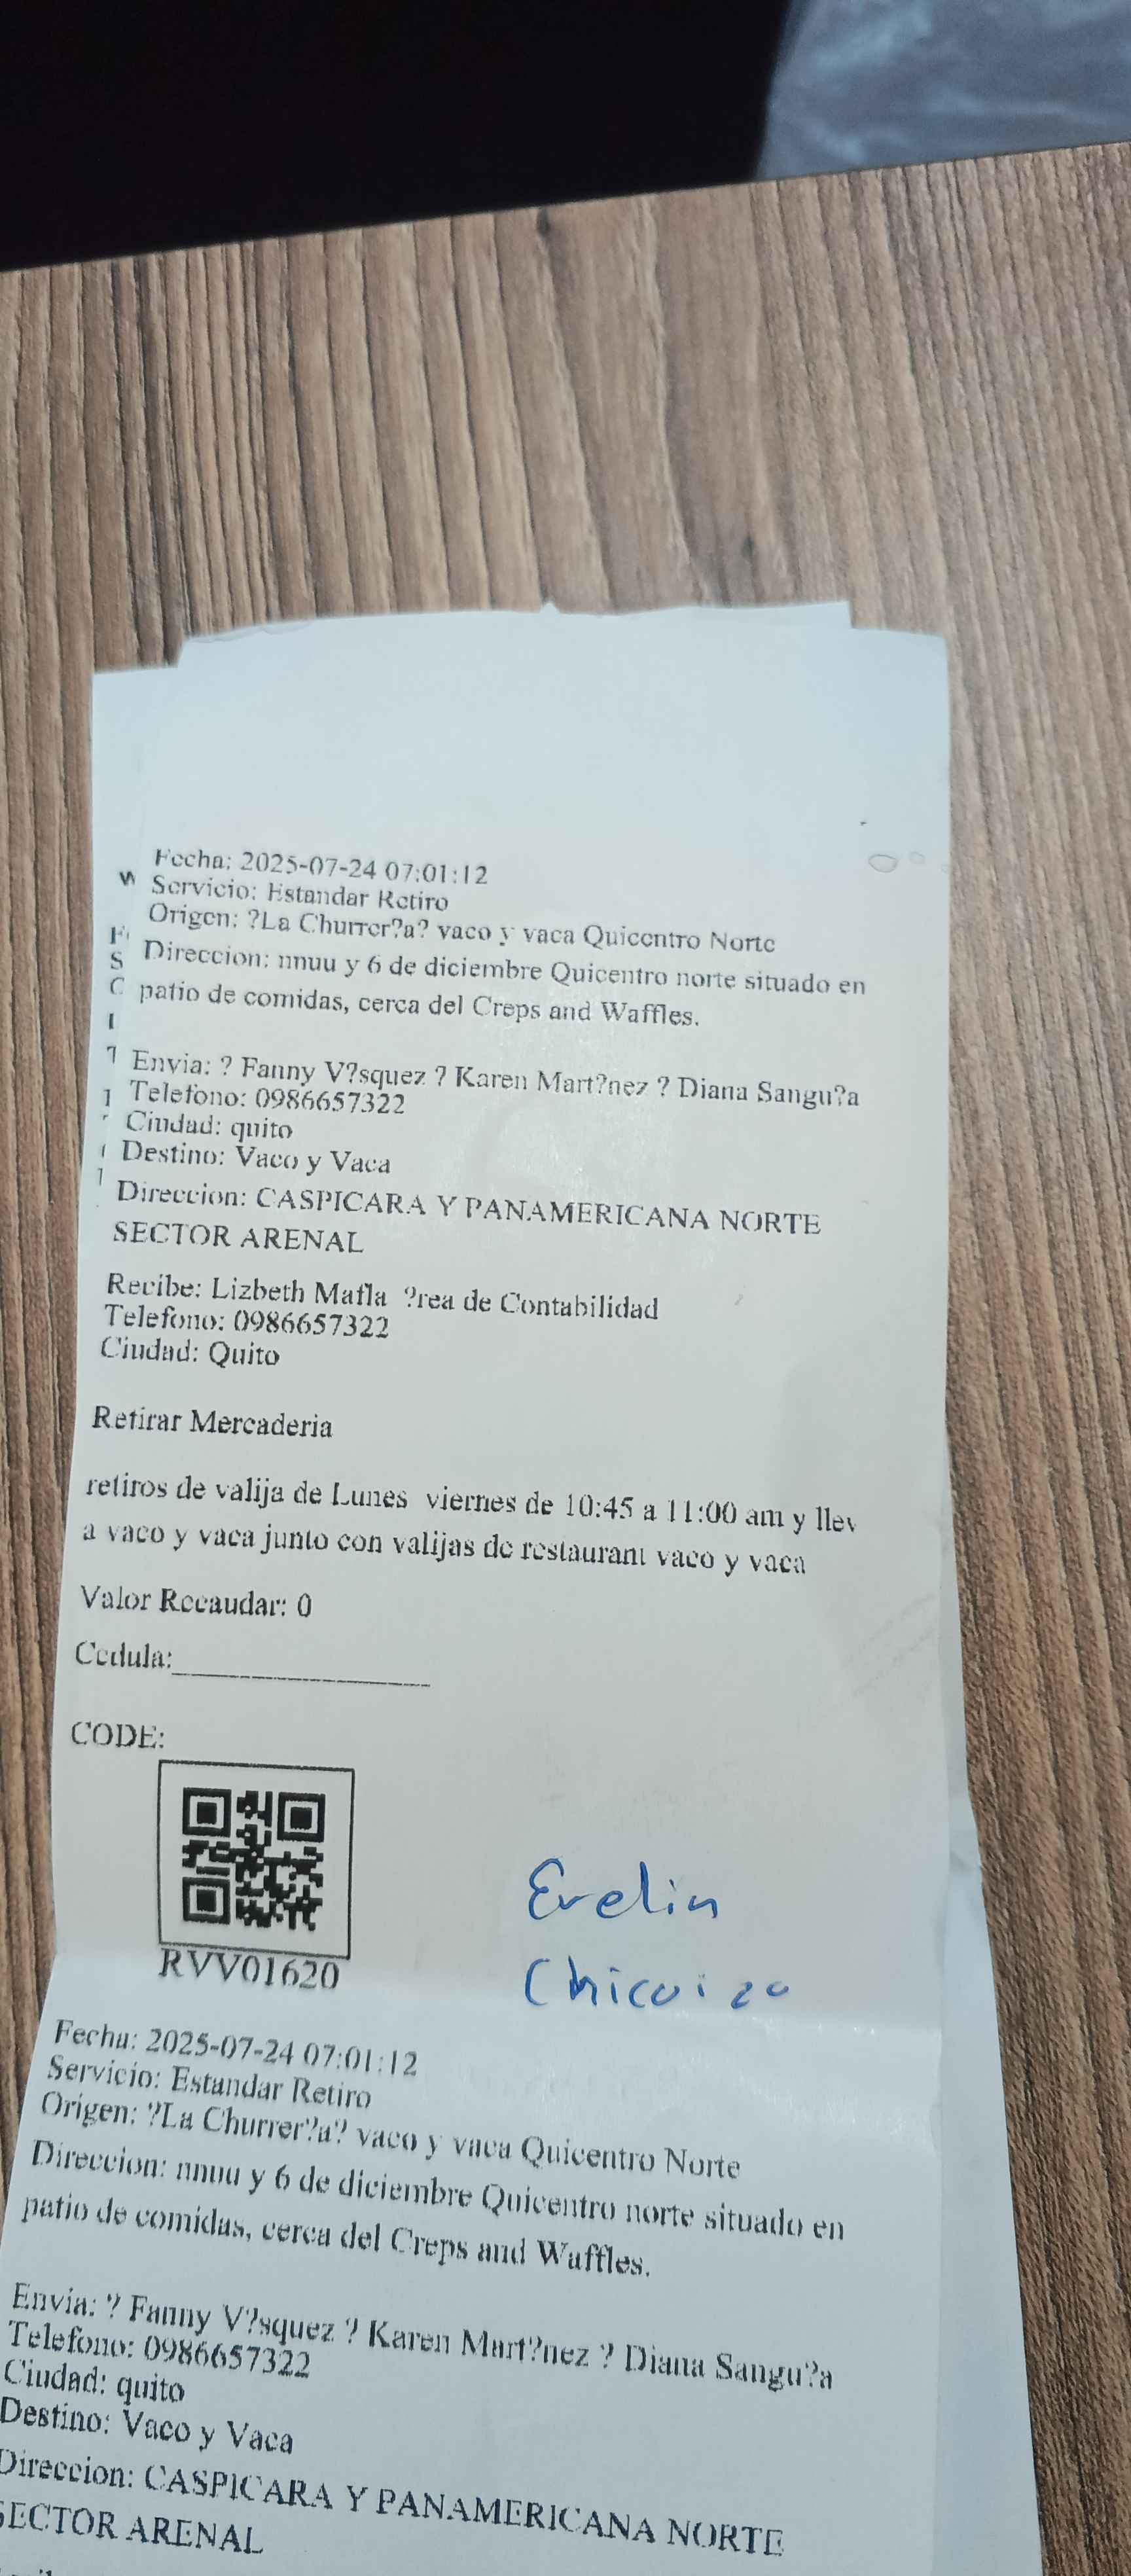 Fecha: 2025-07-24 07:01:12
Servicio: Estandar Retiro
Origen: ?La Churrer?a? vaco y vaca Quicentro Norte
Direccion: nnuu y 6 de diciembre Quicentro norte situado en
patio de comidas, cerca del Creps and Waffles.
Envia: ? Fanny V?squez ? Karen Mart?nez ? Diana Sangu?a
Telefono: 0986657322
Ciudad: quito
Destino: Vaco y Vaca
Direccion: CASPICARA Y PANAMERICANA NORTE
SECTOR ARENAL
Recibe: Lizbeth Mafla ?rea de Contabilidad
Telefono: 0986657322
Ciudad: Quito
Retirar Mercaderia
retiros de valija de Lunes viernes de 10:45 a 11:00 am y llev
a vaco y vaca junto con valijas de restaurant vaco y vaca
Valor Recaudar: 0
Cedula:
CODE:
RVV01620
Evelin
Fecha: 2025-07-24 07:01:12
Servicio: Estandar Retiro
Origen: ?La Churrer?a? vaco y vaca Quicentro Norte
Direccion: nnuu y 6 de diciembre Quicentro norte situado en
patio de comidas, cerca del Creps and Waffles.
Envia: ? Fanny V?squez ? Karen Mart?nez ? Diana Sangu?a
Telefono: 0986657322
Ciudad: quito
Destino: Vaco y Vaca
Direccion: CASPICARA Y PANAMERICANA NORTE
SECTOR ARENAL